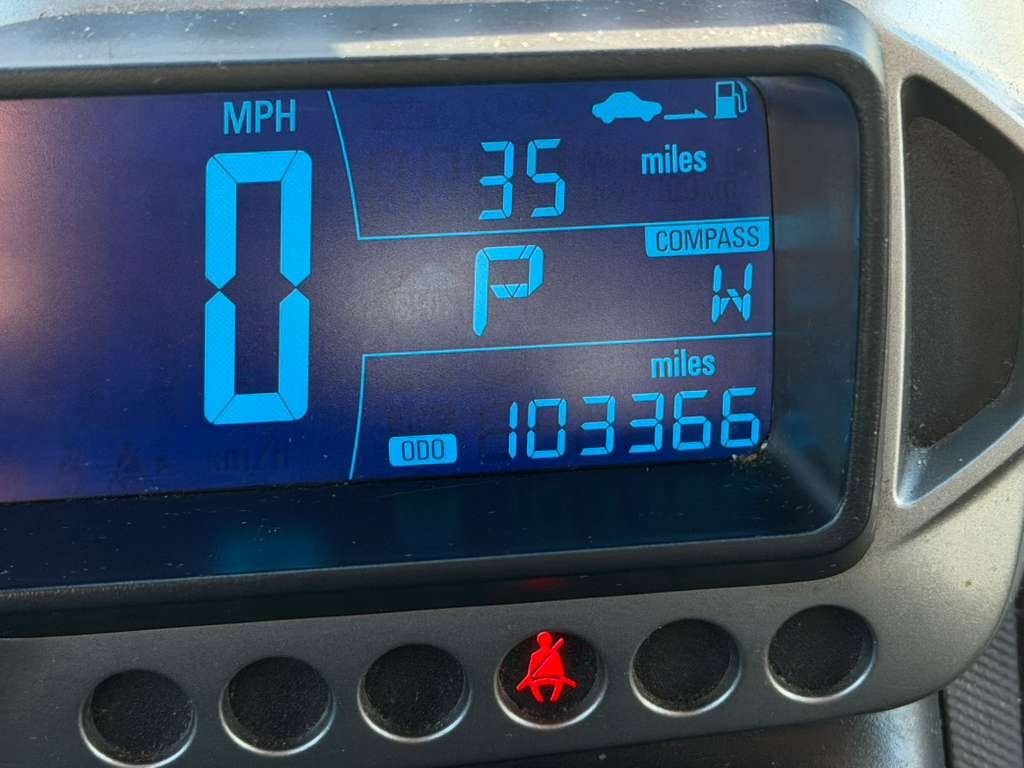 MPH
0
35 miles
COMPASS
P W
miles
ODO 103366